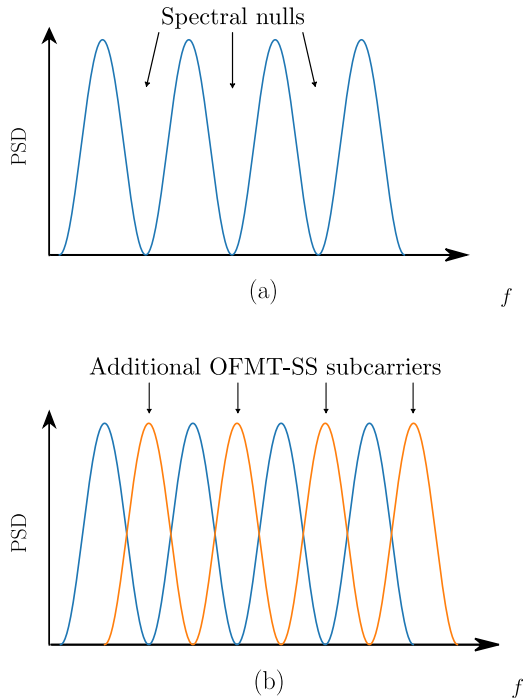 Spectral nulls
PSD
(a)
f
Additional OFMT-SS subcarriers
PSD
(b)
f